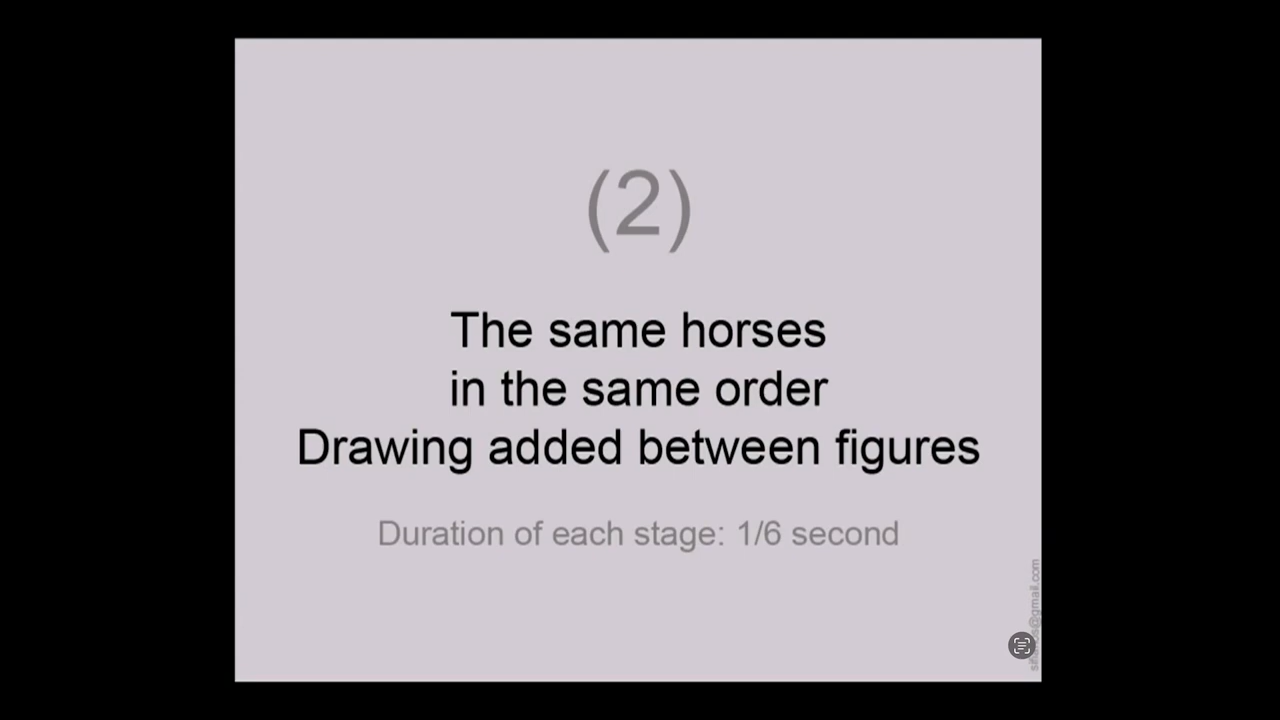 (2)
The same horses
in the same order
Drawing added between figures
Duration of each stage: 1/6 second